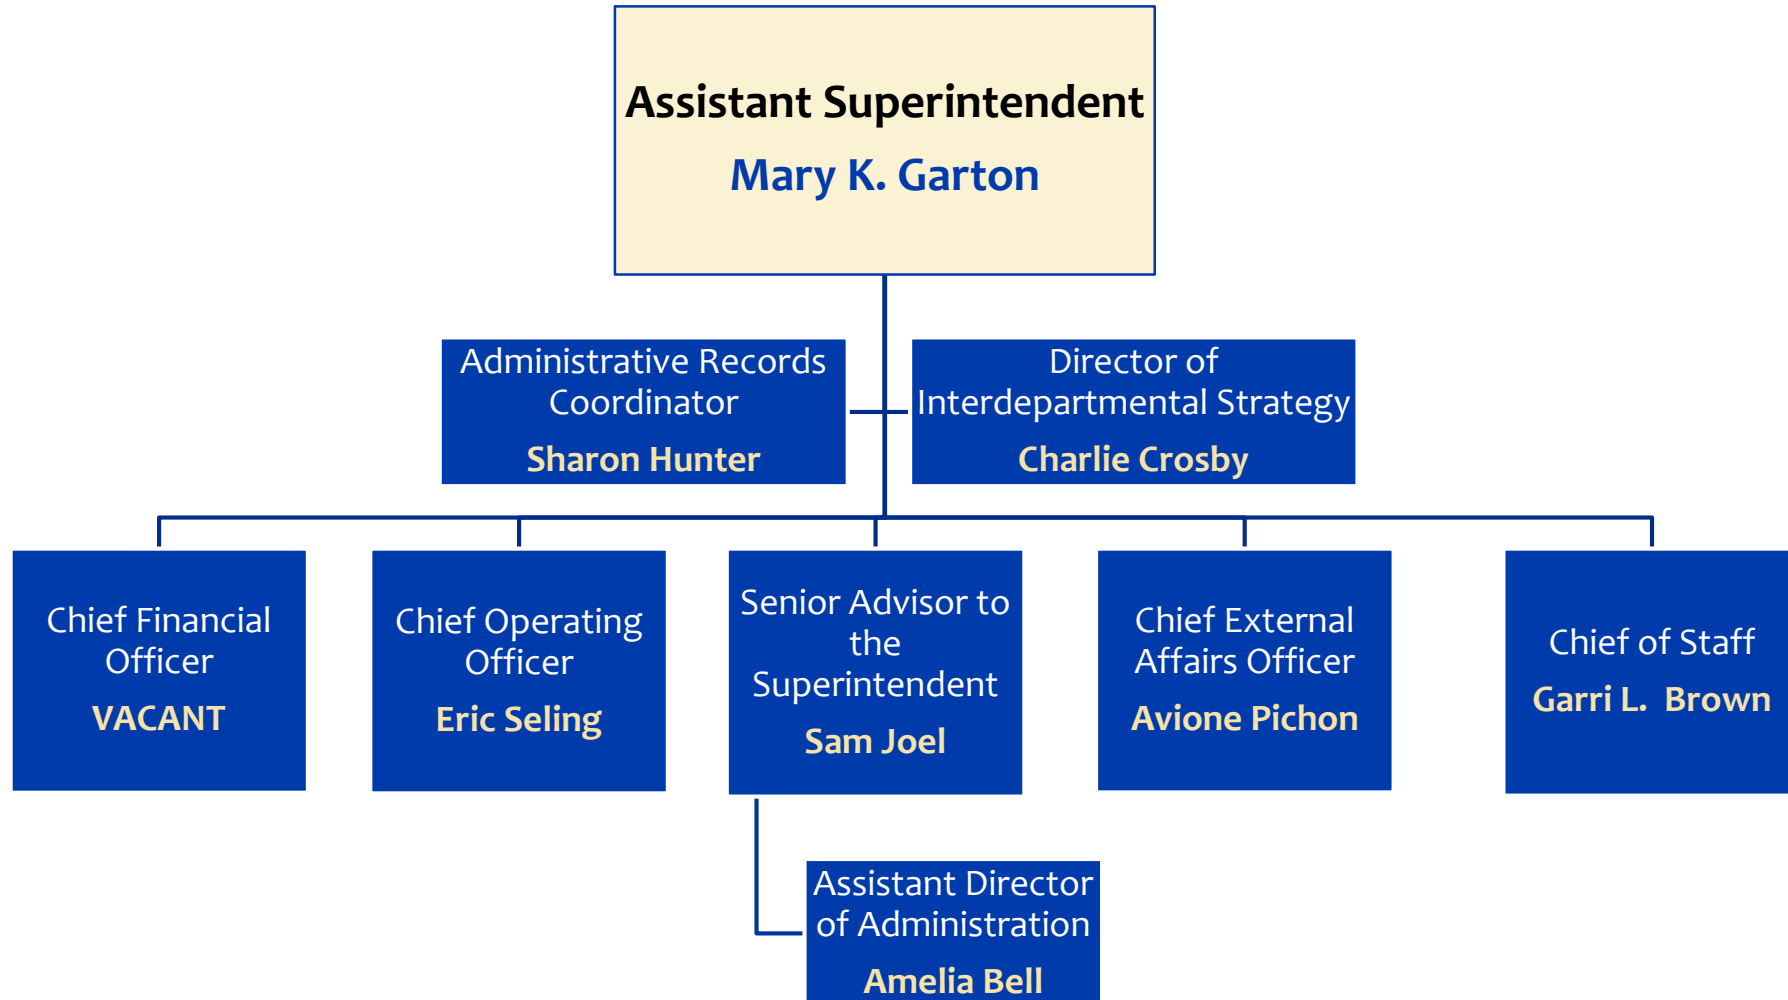 Assistant Superintendent
Mary K. Garton
Administrative Records
Coordinator
Sharon Hunter
Director of
Interdepartmental Strategy
Charlie Crosby
Chief Financial
Officer
VACANT
Chief Operating
Officer
Eric Seling
Senior Advisor to
the
Superintendent
Sam Joel
Chief External
Affairs Officer
Avione Pichon
Chief of Staff
Garri L. Brown
Assistant Director
of Administration
Amelia Bell